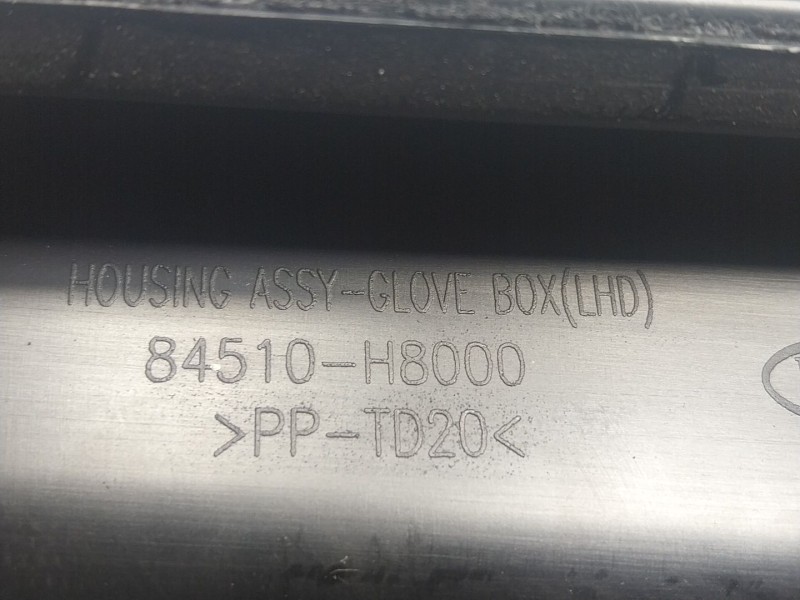 HOUSING ASSY-GLOVE BOX(LHD)
84510-H8000
>PP-TD20<